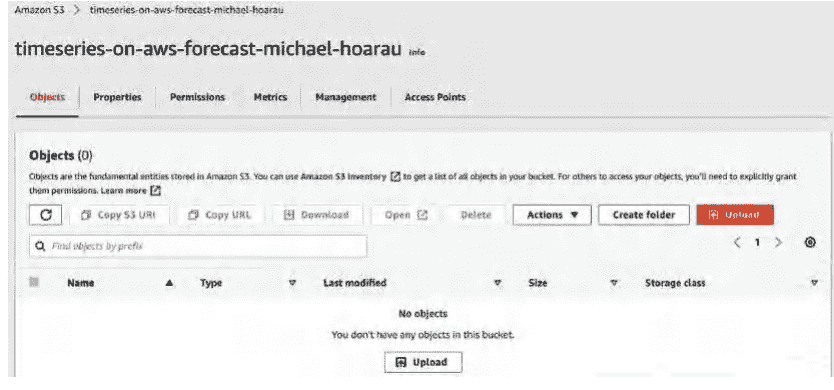 Amazon S3 > timeseries-on-aws-forecast-michael-hoarau
timeseries-on-aws-forecast-michael-hoarau Info
Objects Properties Permissions Metrics Management Access Points
Objects (0)
Objects are the fundamental entities stored in Amazon S3. You can use Amazon S3 Inventory to get a list of all objects in your bucket. For others to access your objects, you'll need to explicitly grant
them permissions. Learn more
Copy S3 URI Copy URL Download Open Delete Actions ▼ Create folder Upload
Find objects by prefix < 1 >
Name ▲ Type ▽ Last modified ▽ Size ▽ Storage class ▽
No objects
You don't have any objects in this bucket.
Upload